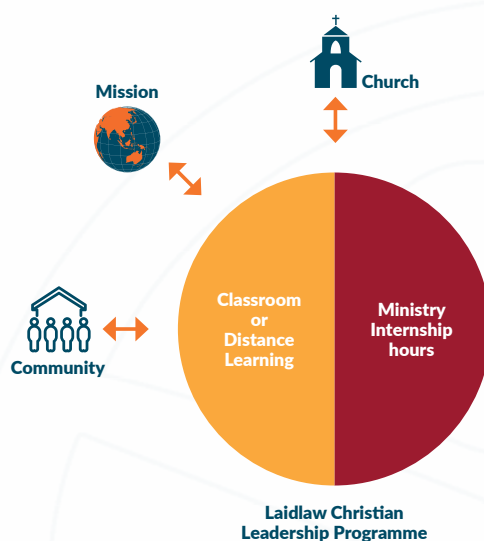 Church
Mission
Classroom
or
Distance
Learning
Ministry
Internship
hours
Community
Laidlaw Christian
Leadership Programme